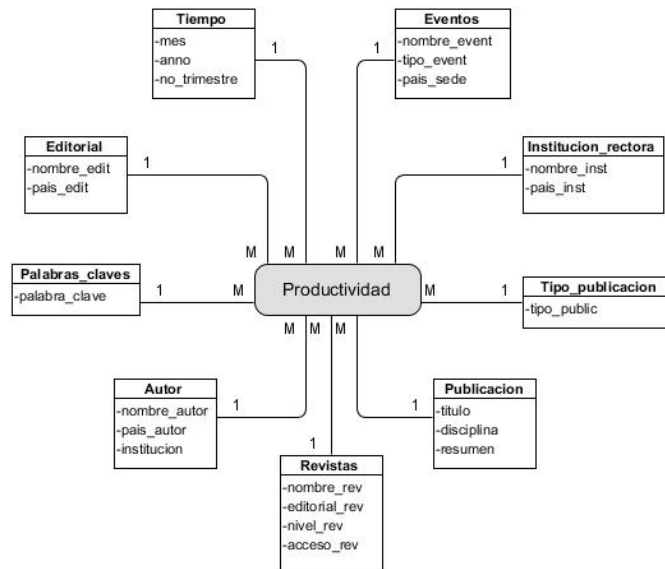 Tiempo
-mes
-anno
-no_trimestre
1
Eventos
-nombre_event
-tipo_event
-pais_sede
1
Editorial
-nombre_edit
-pais_edit
1
Institucion_rectora
-nombre_inst
-pais_inst
1
M
M
M
M
Palabras_claves
-palabra_clave
1
M
Productividad
M
1
Tipo_publicacion
-tipo_public
M
M
M
Autor
-nombre_autor
-pais_autor
-institucion
1
Publicacion
-titulo
-disciplina
-resumen
1
1
Revistas
-nombre_rev
-editorial_rev
-nivel_rev
-acceso_rev